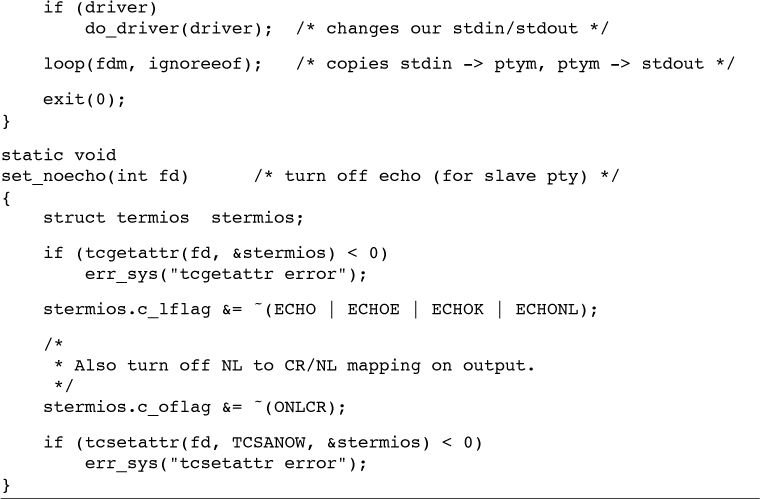 if (driver)
        do_driver(driver);  /* changes our stdin/stdout */
    loop(fdm, ignoreeof);   /* copies stdin -> ptym, ptym -> stdout */
    exit(0);
}
static void
set_noecho(int fd)      /* turn off echo (for slave pty) */
{
    struct termios  stermios;
    if (tcgetattr(fd, &stermios) < 0)
        err_sys("tcgetattr error");
    stermios.c_lflag &= ˜(ECHO | ECHOE | ECHOK | ECHONL);
    /*
     * Also turn off NL to CR/NL mapping on output.
     */
    stermios.c_oflag &= ˜(ONLCR);
    if (tcsetattr(fd, TCSANOW, &stermios) < 0)
        err_sys("tcsetattr error");
}